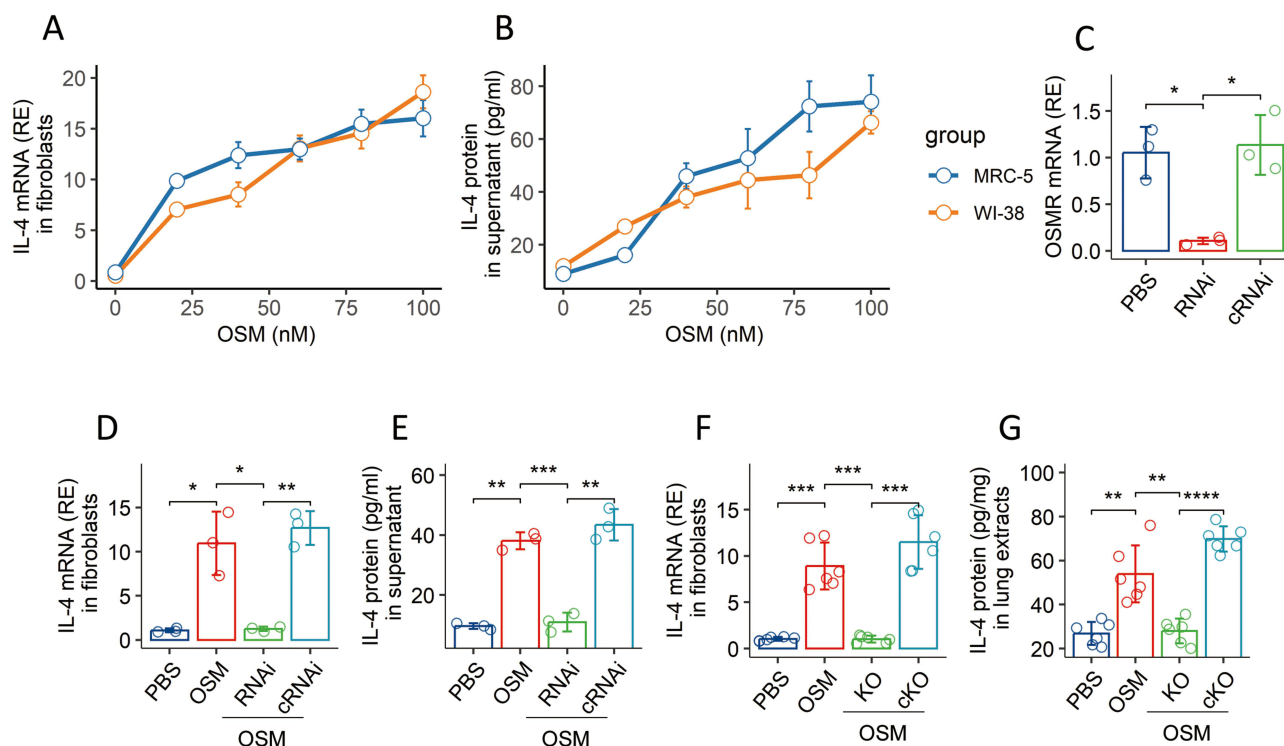 A
IL-4 mRNA (RE)
in fibroblasts
20
15
10
5
0
0 25 50 75 100
OSM (nM)
B
IL-4 protein
in supernatant (pg/ml)
80
60
40
20
0 25 50 75 100
OSM (nM)
group
MRC-5
WI-38
C
OSMR mRNA (RE)
1.5
1.0
0.5
0
* *
PBS RNAi cRNAi
D
IL-4 mRNA (RE)
in fibroblasts
15
10
5
0
* * **
PBS OSM RNAi cRNAi
OSM
E
IL-4 protein (pg/ml)
in supernatant
60
40
20
** *** **
PBS OSM RNAi cRNAi
OSM
F
IL-4 mRNA (RE)
in fibroblasts
15
10
5
0
*** *** ***
PBS OSM KO cKO
OSM
G
IL-4 protein (pg/mg)
in lung extracts
100
80
60
40
20
** ** ****
PBS OSM KO cKO
OSM